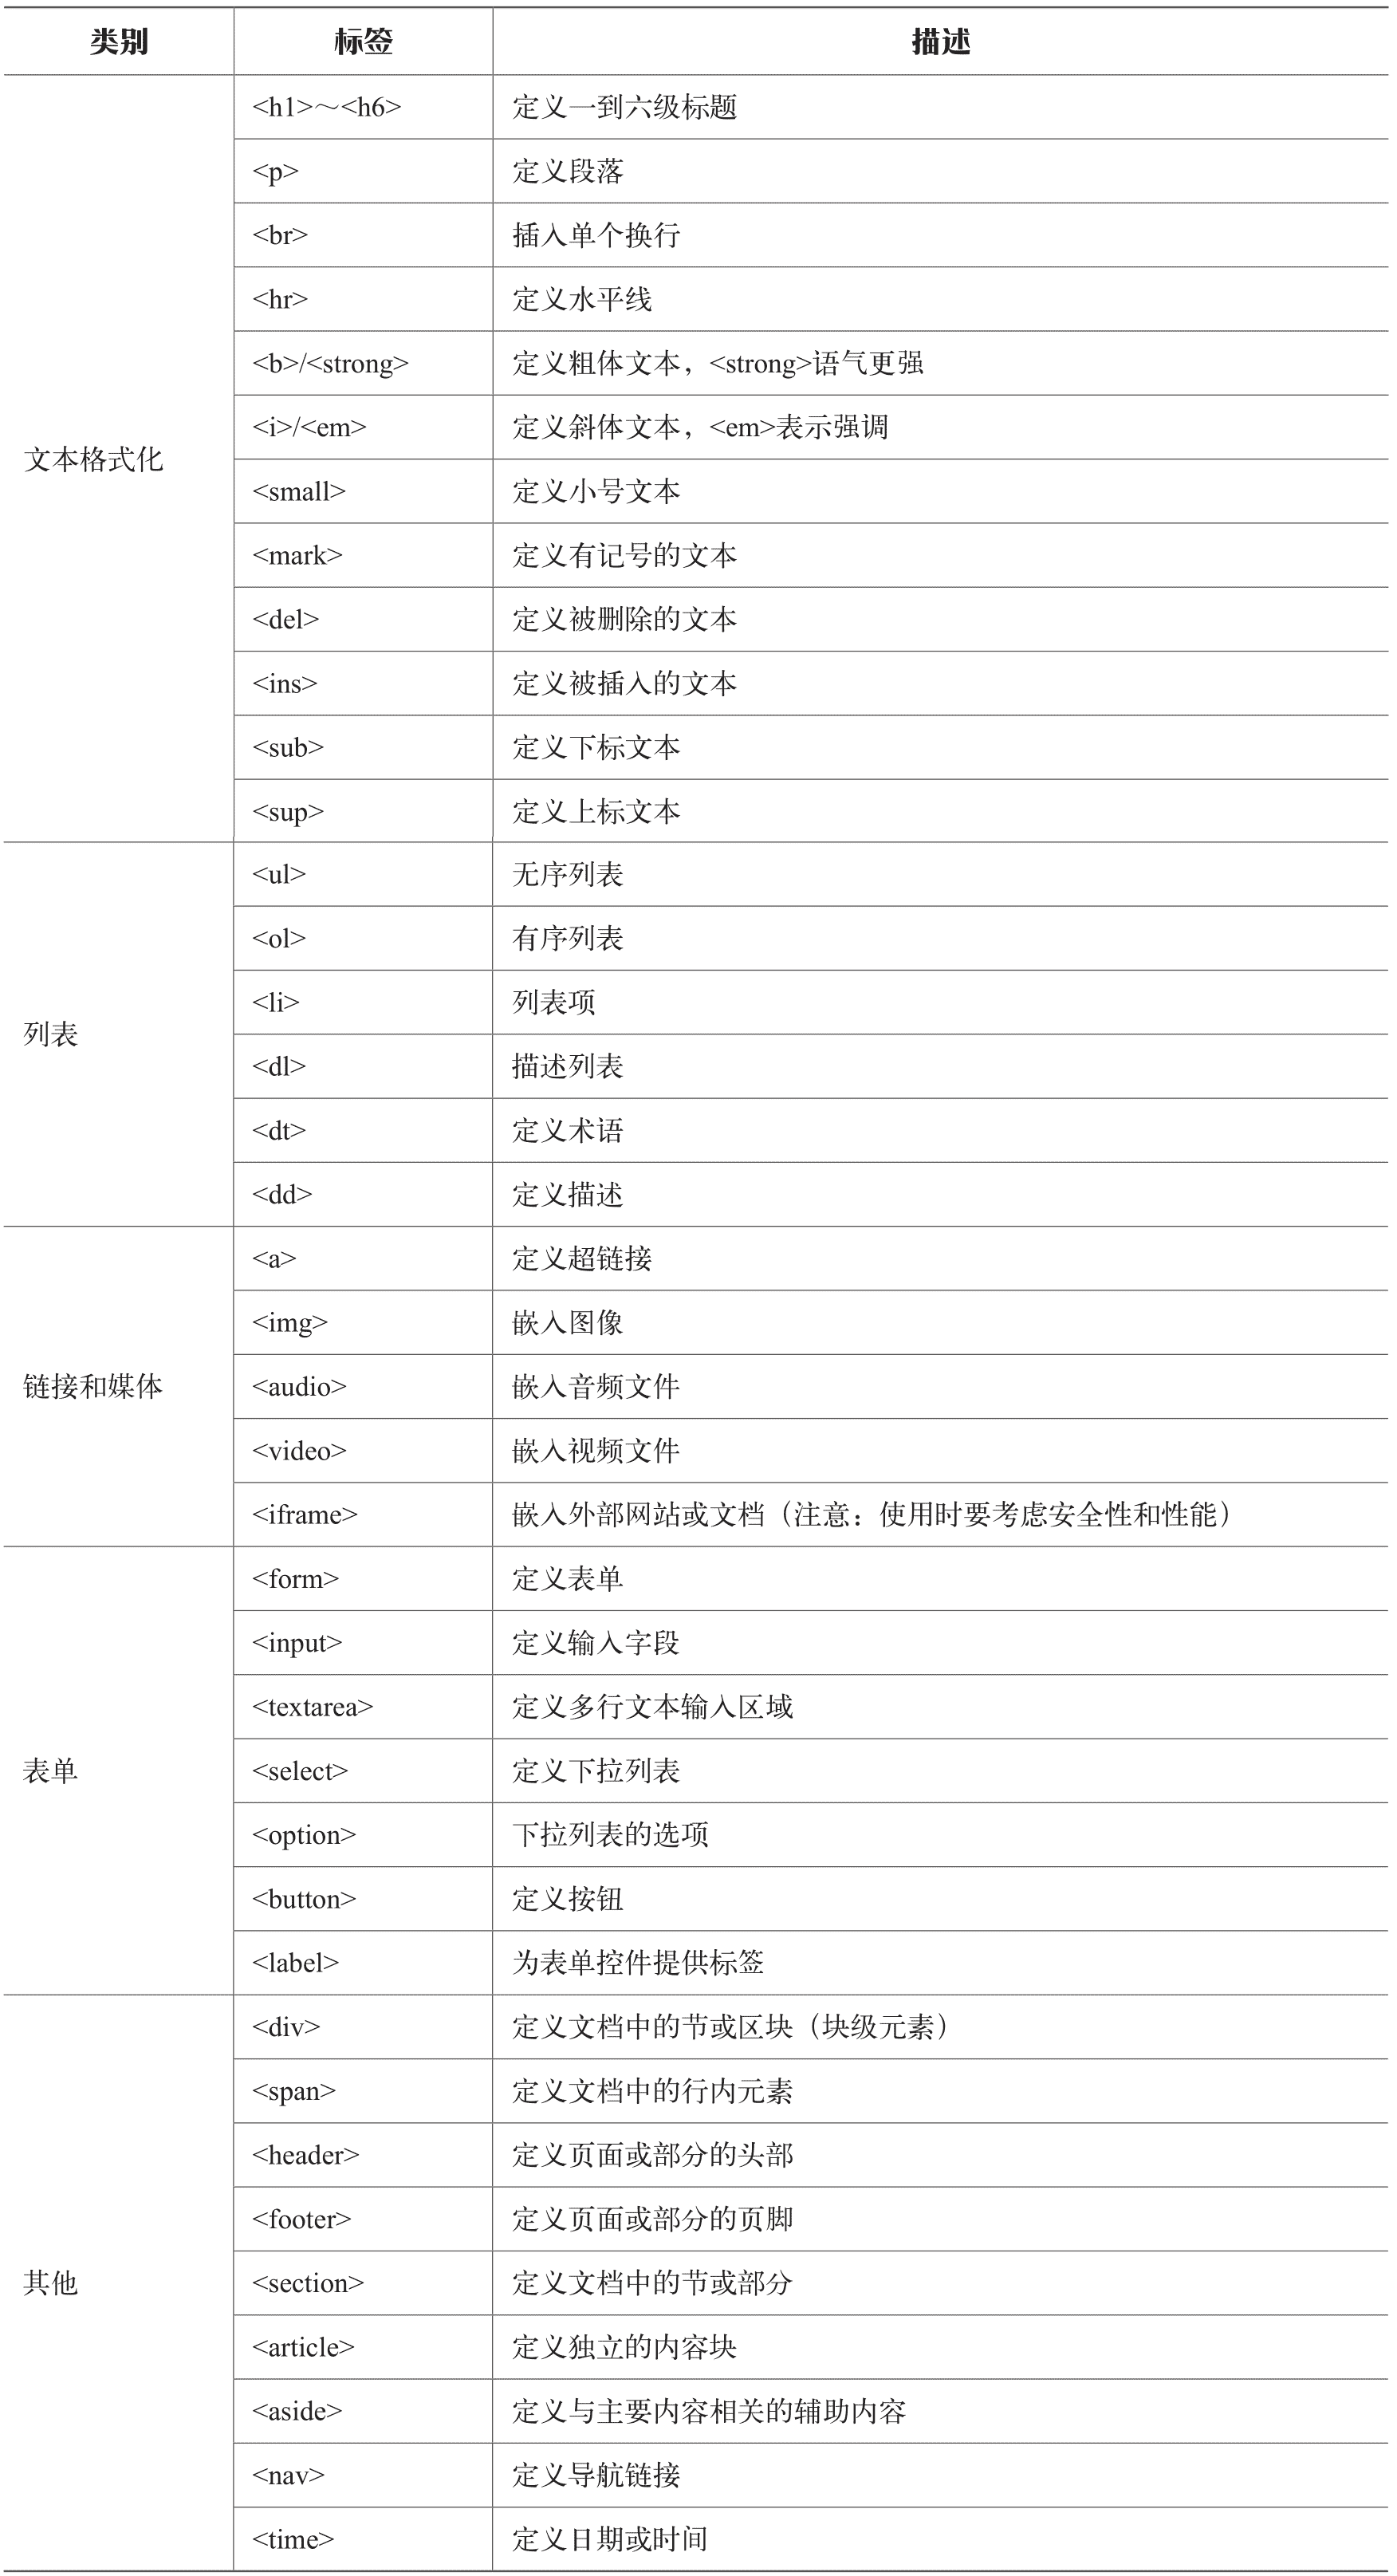 类别 标签 描述
<h1>～<h6> 定义一到六级标题
<p> 定义段落
<br> 插入单个换行
<hr> 定义水平线
<b>/<strong> 定义粗体文本，<strong>语气更强
<i>/<em> 定义斜体文本，<em>表示强调
文本格式化
<small> 定义小号文本
<mark> 定义有记号的文本
<del> 定义被删除的文本
<ins> 定义被插入的文本
<sub> 定义下标文本
<sup> 定义上标文本
<ul> 无序列表
<ol> 有序列表
<li> 列表项
列表
<dl> 描述列表
<dt> 定义术语
<dd> 定义描述
<a> 定义超链接
<img> 嵌入图像
链接和媒体 <audio> 嵌入音频文件
<video> 嵌入视频文件
<iframe> 嵌入外部网站或文档（注意：使用时要考虑安全性和性能）
<form> 定义表单
<input> 定义输入字段
<textarea> 定义多行文本输入区域
表单 <select> 定义下拉列表
<option> 下拉列表的选项
<button> 定义按钮
<label> 为表单控件提供标签
<div> 定义文档中的节或区块（块级元素）
<span> 定义文档中的行内元素
<header> 定义页面或部分的头部
<footer> 定义页面或部分的页脚
其他 <section> 定义文档中的节或部分
<article> 定义独立的内容块
<aside> 定义与主要内容相关的辅助内容
<nav> 定义导航链接
<time> 定义日期或时间